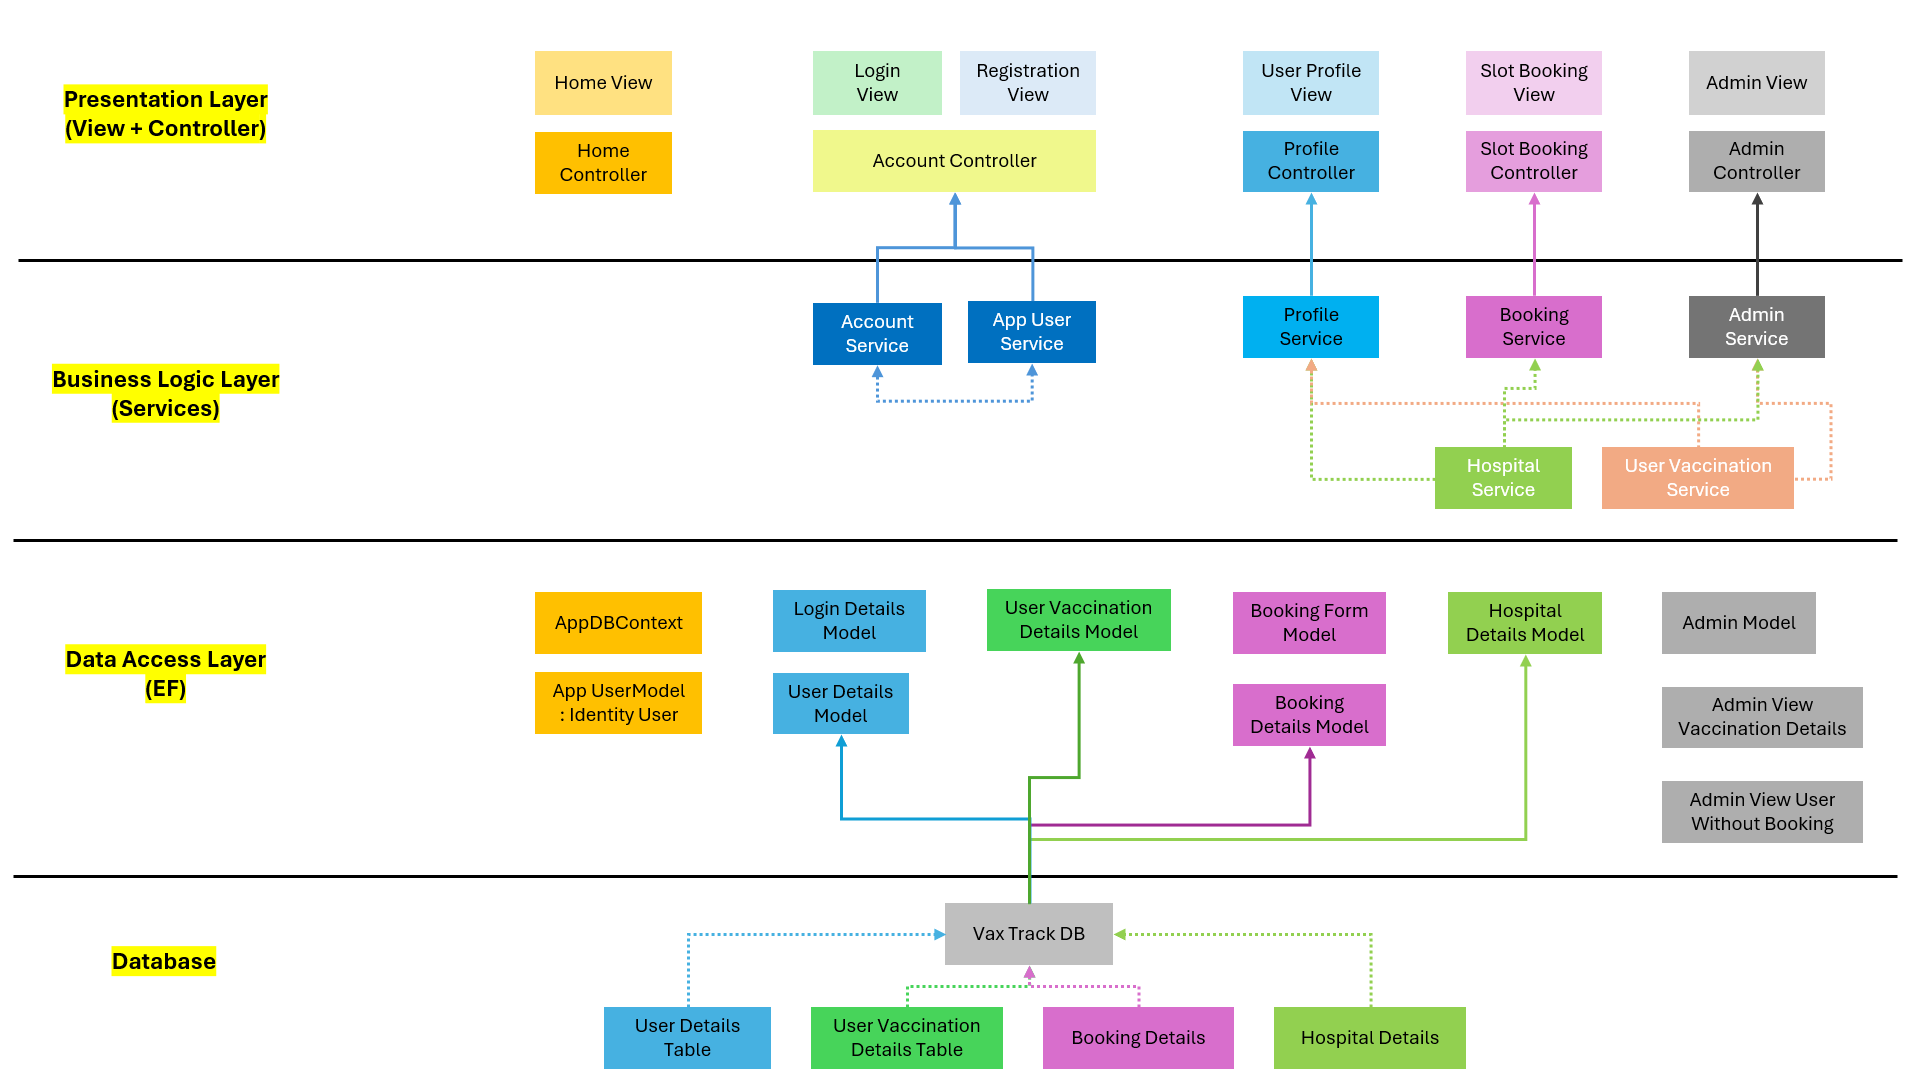 Presentation Layer
(View + Controller)
Home View
Login
View
Registration
View
User Profile
View
Slot Booking
View
Admin View
Home
Controller
Account Controller
Profile
Controller
Slot Booking
Controller
Admin
Controller
Business Logic Layer
(Services)
Account
Service
App User
Service
Profile
Service
Booking
Service
Admin
Service
Hospital
Service
User Vaccination
Service
Data Access Layer
(EF)
AppDBContext
Login Details
Model
User Vaccination
Details Model
Booking Form
Model
Hospital
Details Model
Admin Model
App UserModel
: Identity User
User Details
Model
Booking
Details Model
Admin View
Vaccination Details
Admin View User
Without Booking
Database
Vax Track DB
User Details
Table
User Vaccination
Details Table
Booking Details
Hospital Details